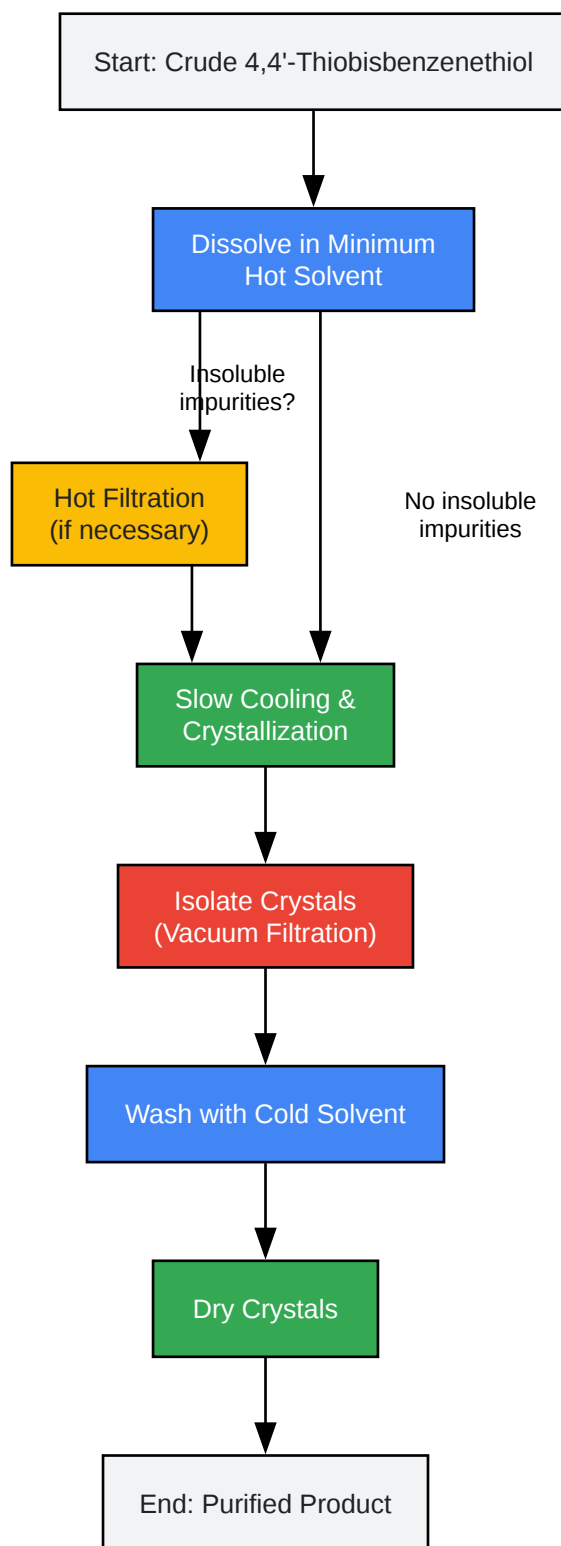 Start: Crude 4,4'-Thiobisbenzenethiol
Dissolve in Minimum
Hot Solvent
Insoluble
impurities?
Hot Filtration
(if necessary)
No insoluble
impurities
Slow Cooling &
Crystallization
Isolate Crystals
(Vacuum Filtration)
Wash with Cold Solvent
Dry Crystals
End: Purified Product